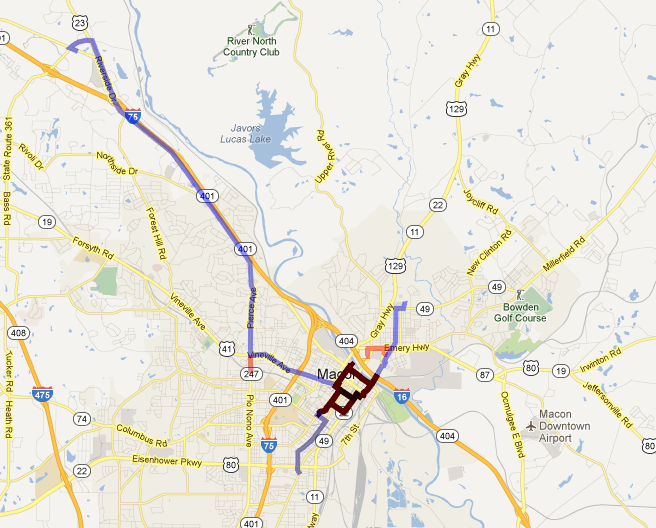 23
11
River North
Country Club
01
Gray Hwy
Riverside Dr
129
75
State Route 361
Javors
Lucas Lake
Upper River Rd
Rivoli Dr
Northside Dr
401
Bass Rd
Joycliff Rd
22
19
Forest Hill Rd
11
New Clinton Rd
Millerfield Rd
Forsyth Rd
401
129
49
Pierce Ave
Vineville Ave
Gray Hwy
49
Bowden
Golf Course
408
404
41
Vineville Ave
Emery Hwy
Tucker Rd
247
Macon
87
80
19
Irwinton Rd
475
401
16
Jeffersonville Rd
Heath Rd
74
Pio Nono Ave
Ocmulgee E Blvd
Macon
Downtown
Airport
Columbus Rd
75
49
7th St
404
80
22
Eisenhower Pkwy
80
11
401